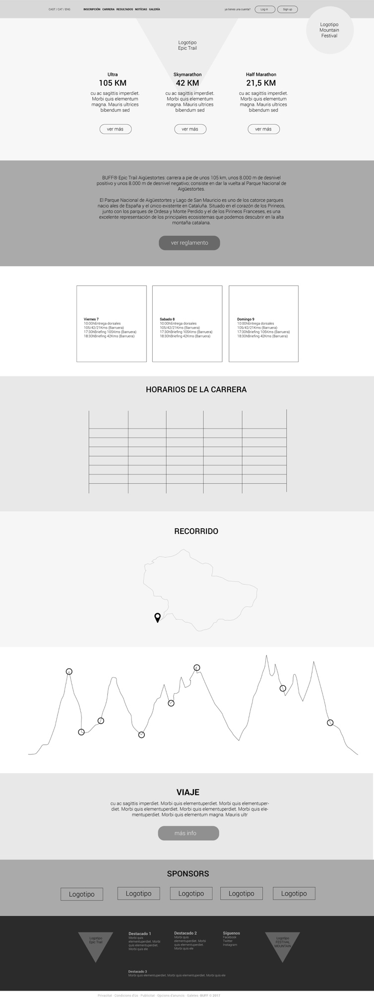 CAST / CAT / ENG
INSCRIPCIÓN CARRERA RESULTADOS NOTÍCIAS GALERÍA
ya tienes una cuenta?
Log in
Sign-up
Logotipo
Mountain
Festival
Logotipo
Epic Trail
Ultra
105 KM
cu ac sagittis imperdiet.
Morbi quis elementum
magna. Mauris ultrices
bibendum sed
ver más
Skymarathon
42 KM
cu ac sagittis imperdiet.
Morbi quis elementum
magna. Mauris ultrices
bibendum sed
ver más
Half Marathon
21,5 KM
cu ac sagittis imperdiet.
Morbi quis elementum
magna. Mauris ultrices
bibendum sed
ver más
BUFF® Epic Trail Aigüestortes: carrera a pie de unos 105 km, unos 8.000 m de desnivel
positivo y unos 8.000 m de desnivel negativo; consiste en dar la vuelta al Parque Nacional de
Aigüestortes.
El Parque Nacional de Aigüestortes y Lago de San Mauricio es uno de los catorce parques
nacio ales de España y el único existente en Cataluña. Situado en el corazón de los Pirineos,
junto con los parques de Ordesa y Monte Perdido y el de los Pirineos Franceses, es una
excelente representación de los principales ecosistemas que podemos descubrir en la alta
montaña catalana.
ver reglamento
Viernes 7
10:00hEntrega dorsales
105/42/21Kms (Barruera)
17:30hBriefing 105Kms (Barruera)
18:30hBriefing 42Kms (Barruera)
Sabado 8
10:00hEntrega dorsales
105/42/21Kms (Barruera)
17:30hBriefing 105Kms (Barruera)
18:30hBriefing 42Kms (Barruera)
Domingo 9
10:00hEntrega dorsales
105/42/21Kms (Barruera)
17:30hBriefing 105Kms (Barruera)
18:30hBriefing 42Kms (Barruera)
HORARIOS DE LA CARRERA
RECORRIDO
VIAJE
cu ac sagittis imperdiet. Morbi quis elementuperdiet. Morbi quis elementuper-
diet. Morbi quis elementuperdiet. Morbi quis elementuperdiet. Morbi quis ele-
mentuperdiet. Morbi quis elementum magna. Mauris ultr
más info
SPONSORS
Logotipo
Logotipo
Logotipo
Logotipo
Logotipo
Logotipo
Epic Trail
Destacado 1
Morbi quis
elementuperdiet. Morbi
quis elementuperdiet.
Morbi quis ele
Destacado 2
Morbi quis
elementuperdiet. Morbi
quis elementuperdiet.
Morbi quis ele
Síguenos
Facebook
Twitter
Instagram
Logotipo
FESTIVAL
MOUNTAIN
Destacado 3
Morbi quis elementuperdiet. Morbi quis elementuperdiet. Morbi quis ele
Privacitat · Condicions d'ús · Publicitat · Opcions d'anuncis · Galetes ·BUFF © 2017